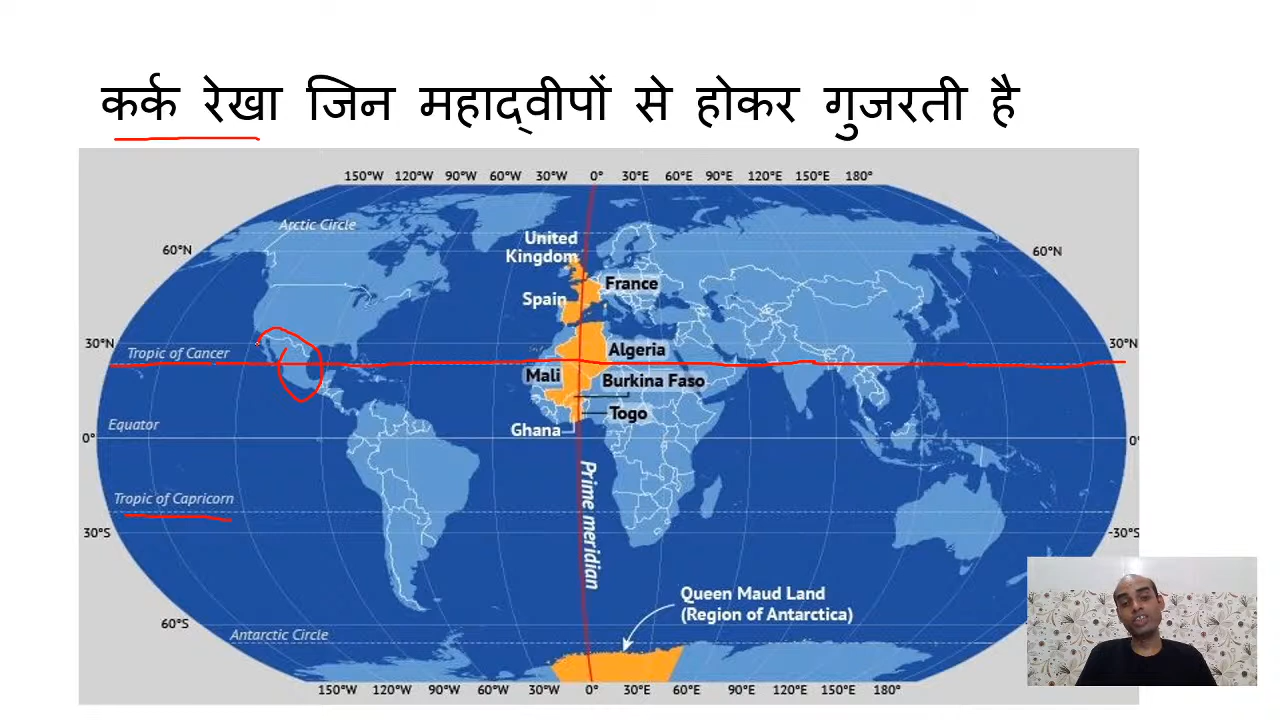 कर्क रेखा जिन महाद्वीपों से होकर गुजरती है
150°W 120°W 90°W 60°W 30°W 0° 30°E 60°E 90°E 120°E 150°E 180°
Arctic Circle
60°N
60°N
United
Kingdom
France
Spain
30°N
30°N
Tropic of Cancer
Algeria
Mali
Burkina Faso
Togo
Equator
Ghana
0°
0°
Prime meridian
Tropic of Capricorn
30°S
-30°S
Queen Maud Land
(Region of Antarctica)
60°S
Antarctic Circle
150°W 120°W 90°W 60°W 30°W 0° 30°E 60°E 90°E 120°E 150°E 180°